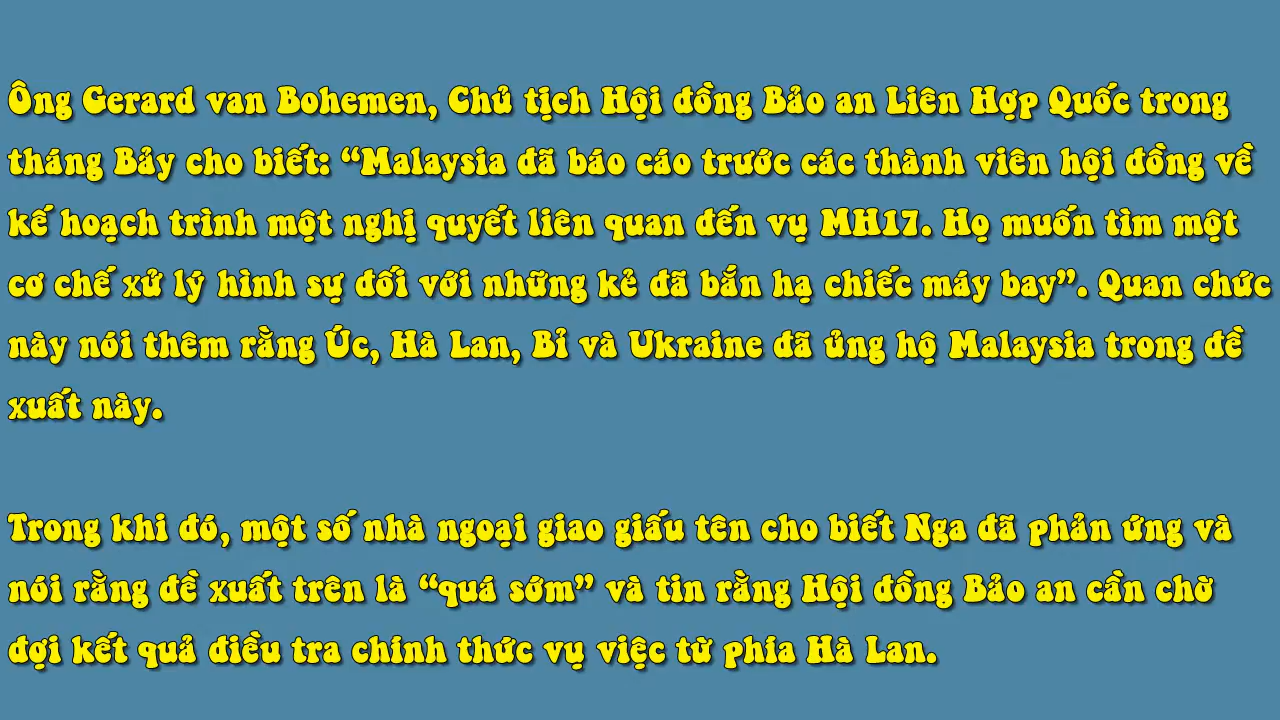 Ông Gerard van Bohemen, Chủ tịch Hội đồng Bảo an Liên Hợp Quốc trong
tháng Bảy cho biết: “Malaysia đã báo cáo trước các thành viên hội đồng về
kế hoạch trình một nghị quyết liên quan đến vụ MH17. Họ muốn tìm một
cơ chế xử lý hình sự đối với những kẻ đã bắn hạ chiếc máy bay”. Quan chức
này nói thêm rằng Úc, Hà Lan, Bỉ và Ukraine đã ủng hộ Malaysia trong đề
xuất này.
Trong khi đó, một số nhà ngoại giao giấu tên cho biết Nga đã phản ứng và
nói rằng đề xuất trên là “quá sớm” và tin rằng Hội đồng Bảo an cần chờ
đợi kết quả điều tra chính thức vụ việc từ phía Hà Lan.